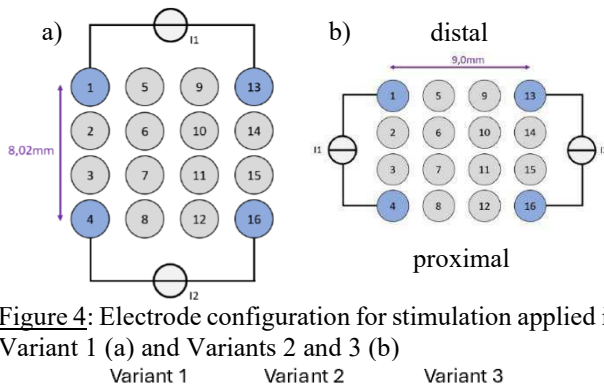 a)
I1
1 5 9 13
2 6 10 14
8,02mm
3 7 11 15
4 8 12 16
I2
b)
distal
9,0mm
1 5 9 13
2 6 10 14
I1
3 7 11 15
4 8 12 16
proximal
Figure 4: Electrode configuration for stimulation applied
Variant 1 (a) and Variants 2 and 3 (b)
Variant 1 Variant 2 Variant 3